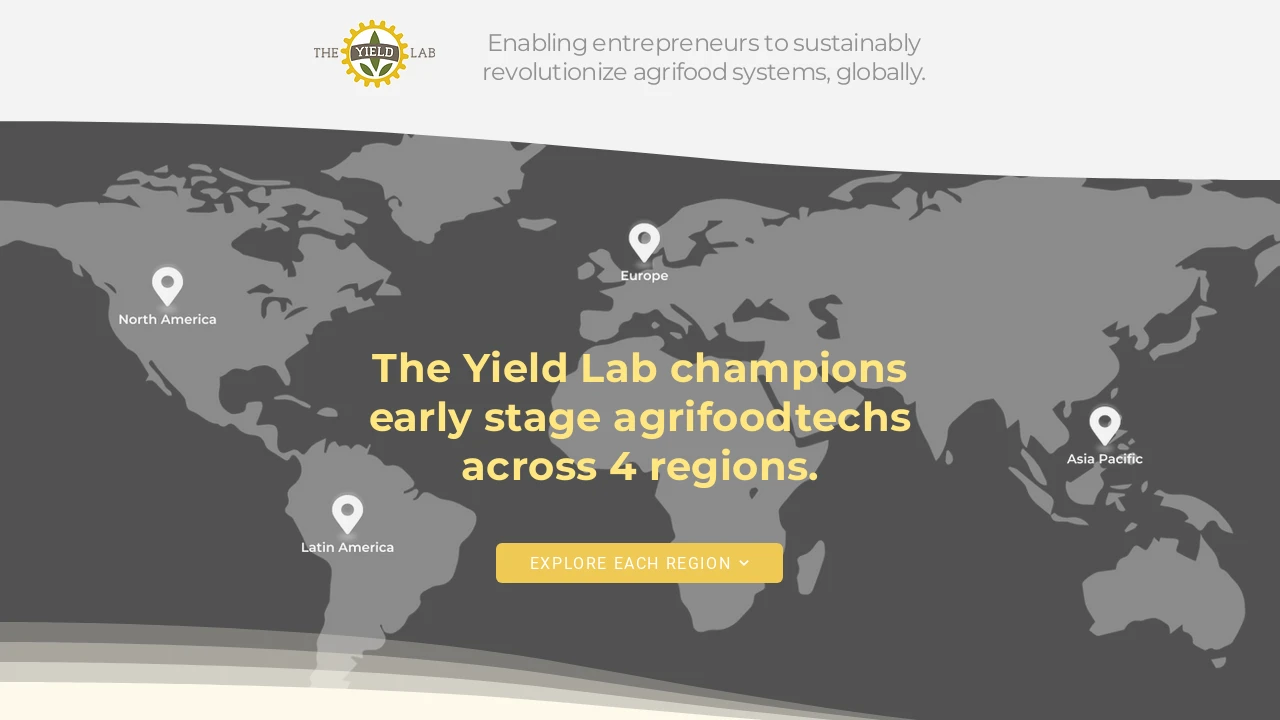 THE YIELD LAB
Enabling entrepreneurs to sustainably
revolutionize agrifood systems, globally.
Europe
North America
The Yield Lab champions
early stage agrifoodtechs
across 4 regions.
Asia Pacific
Latin America
EXPLORE EACH REGION